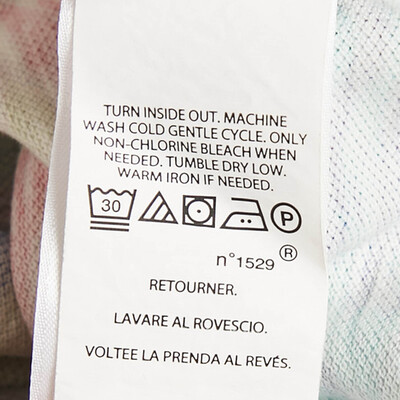 TURN INSIDE OUT. MACHINE
WASH COLD GENTLE CYCLE. ONLY
NON-CHLORINE BLEACH WHEN
NEEDED. TUMBLE DRY LOW.
WARM IRON IF NEEDED.
30 P
n°1529 ®
RETOURNER.
LAVARE AL ROVESCIO.
VOLTEE LA PRENDA AL REVÉS.